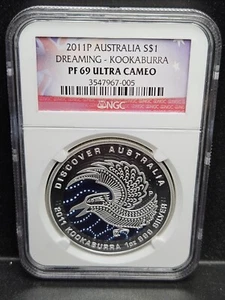 2011P AUSTRALIA S$1
DREAMING - KOOKABURRA
PF 69 ULTRA CAMEO
3547967-005
NGC
DISCOVER AUSTRALIA
P
2011 KOOKABURRA 1oz 999 SILVER